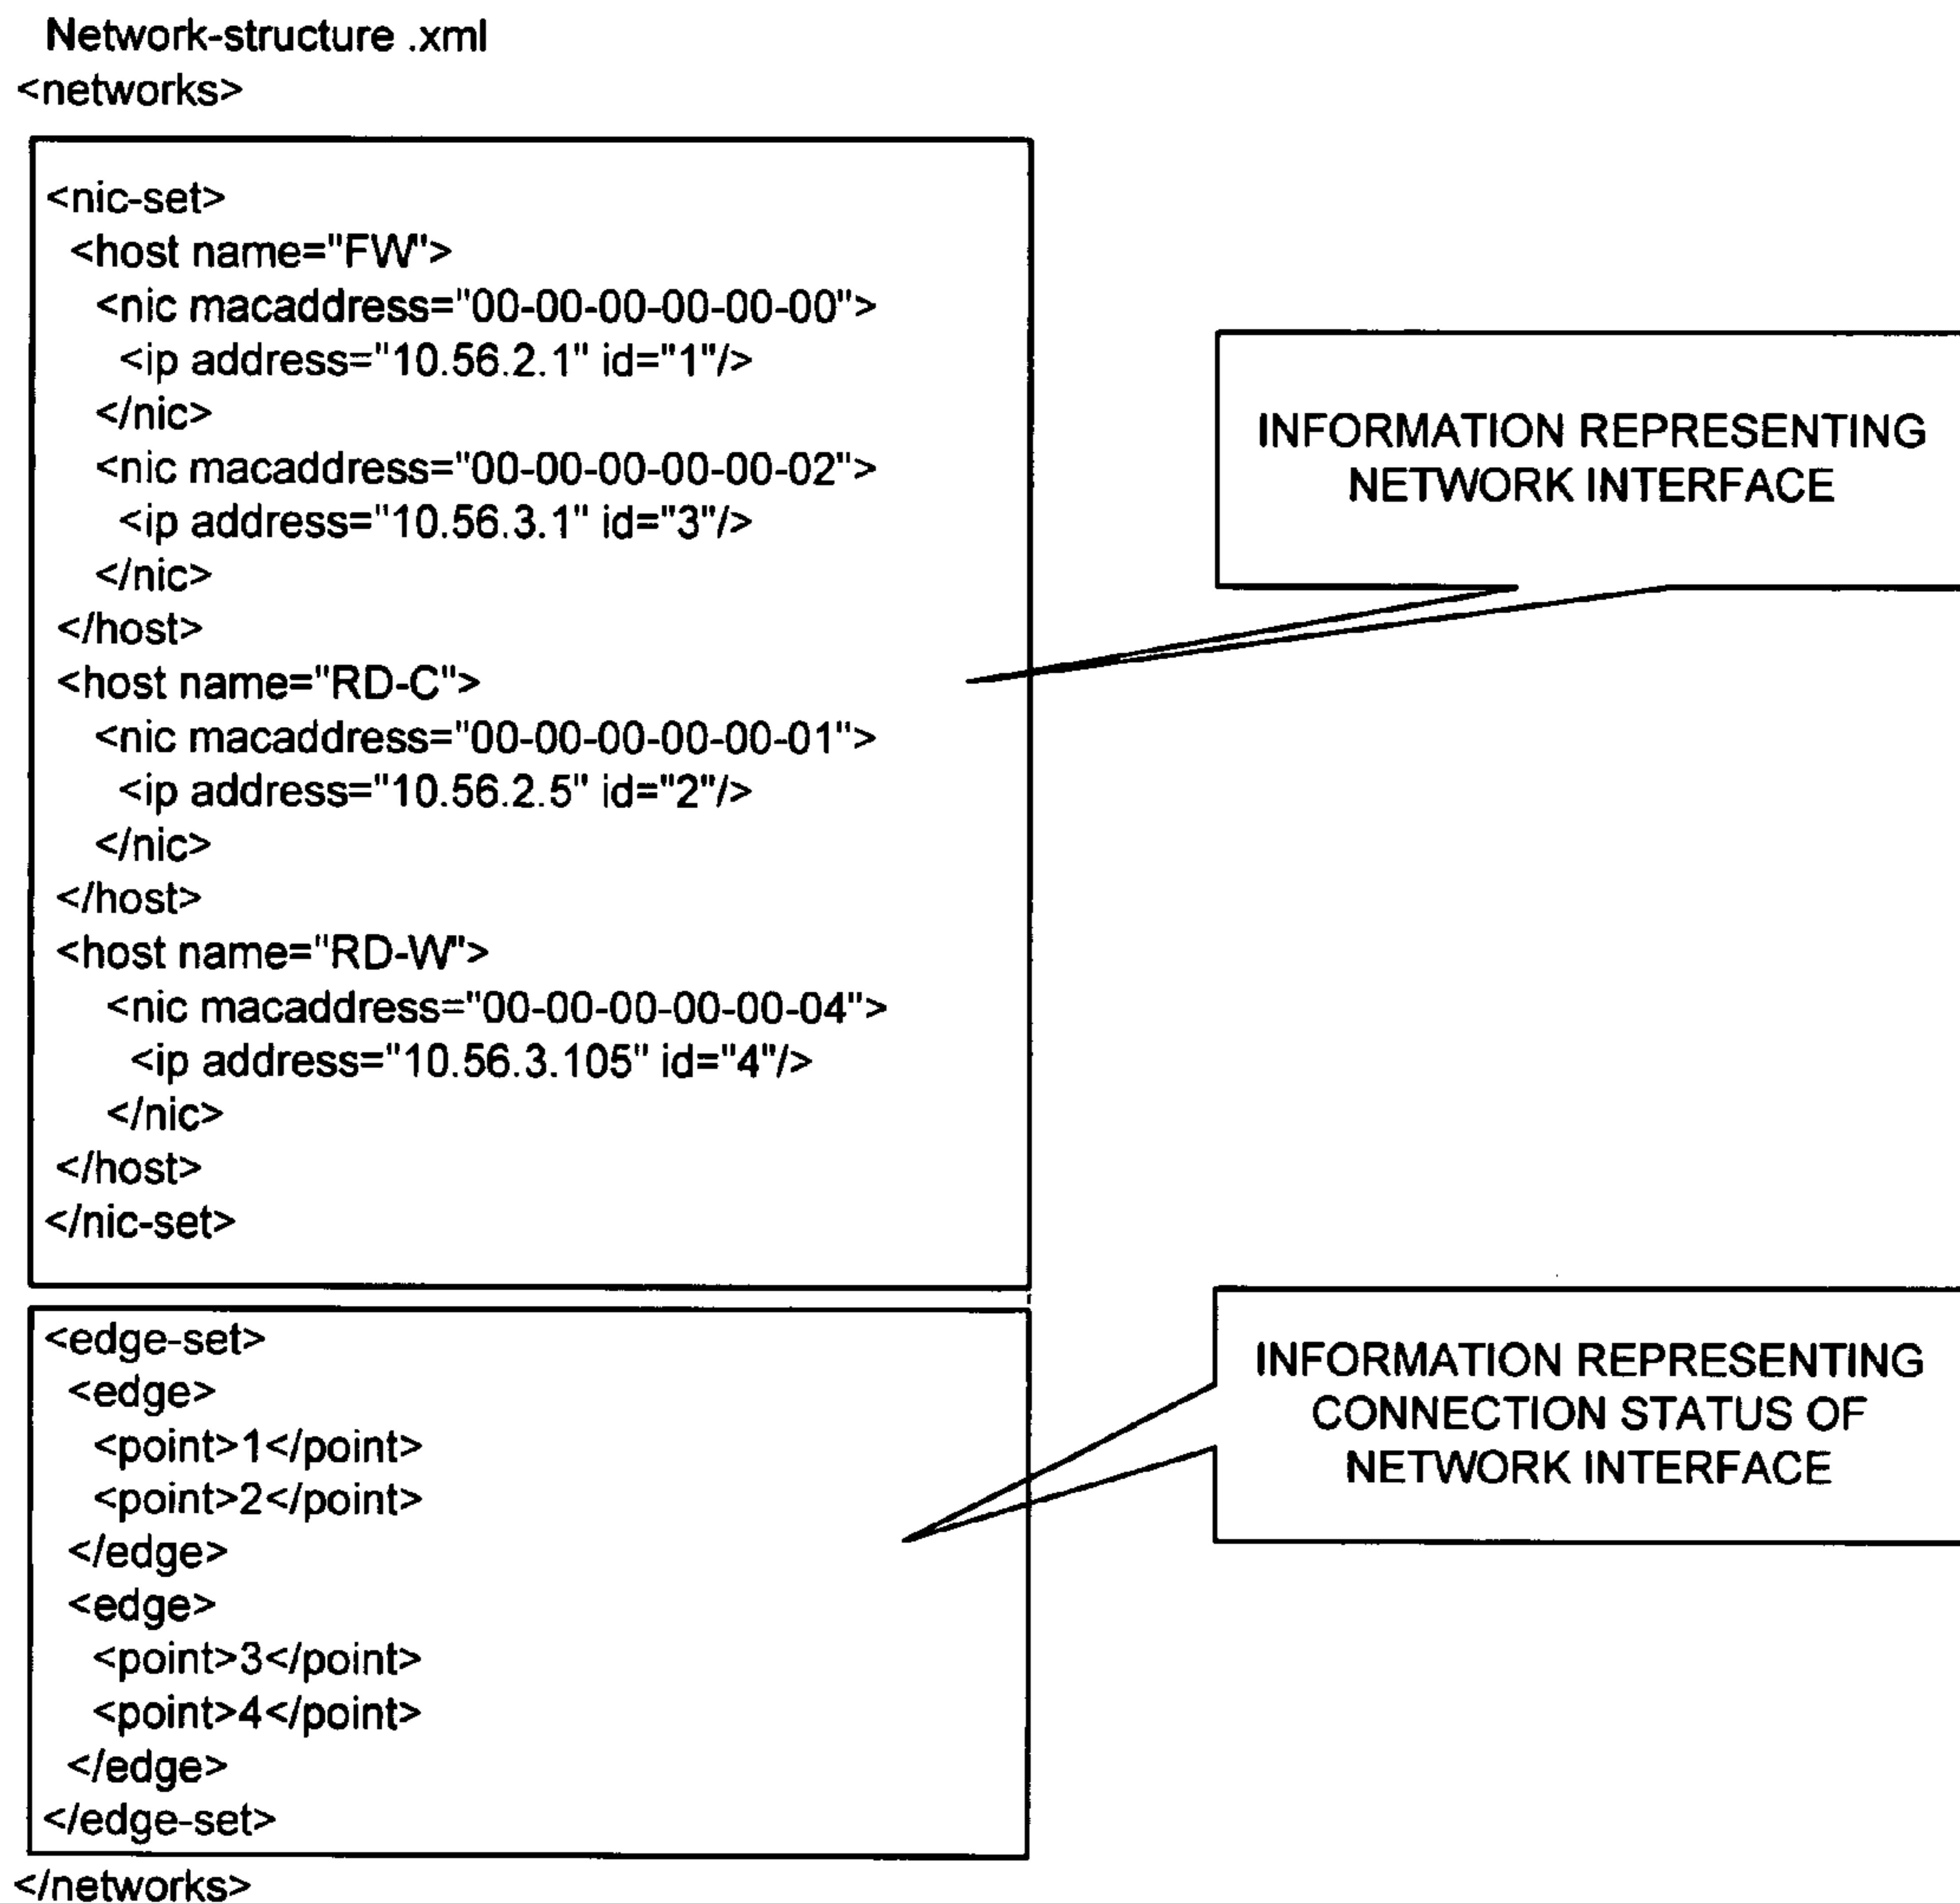 Network-structure .xml
<networks>
<nic-set>
<host name="FW">
<nic macaddress="00-00-00-00-00-00">
<ip address="10.56.2.1" id="1"/>
</nic>
<nic macaddress="00-00-00-00-00-02">
<ip address="10.56.3.1" id="3"/>
</nic>
</host>
<host name="RD-C">
<nic macaddress="00-00-00-00-00-01">
<ip address="10.56.2.5" id="2"/>
</nic>
</host>
<host name="RD-W">
<nic macaddress="00-00-00-00-00-04">
<ip address="10.56.3.105" id="4"/>
</nic>
</host>
</nic-set>
INFORMATION REPRESENTING
NETWORK INTERFACE
<edge-set>
<edge>
<point>1</point>
<point>2</point>
</edge>
<edge>
<point>3</point>
<point>4</point>
</edge>
</edge-set>
INFORMATION REPRESENTING
CONNECTION STATUS OF
NETWORK INTERFACE
</networks>